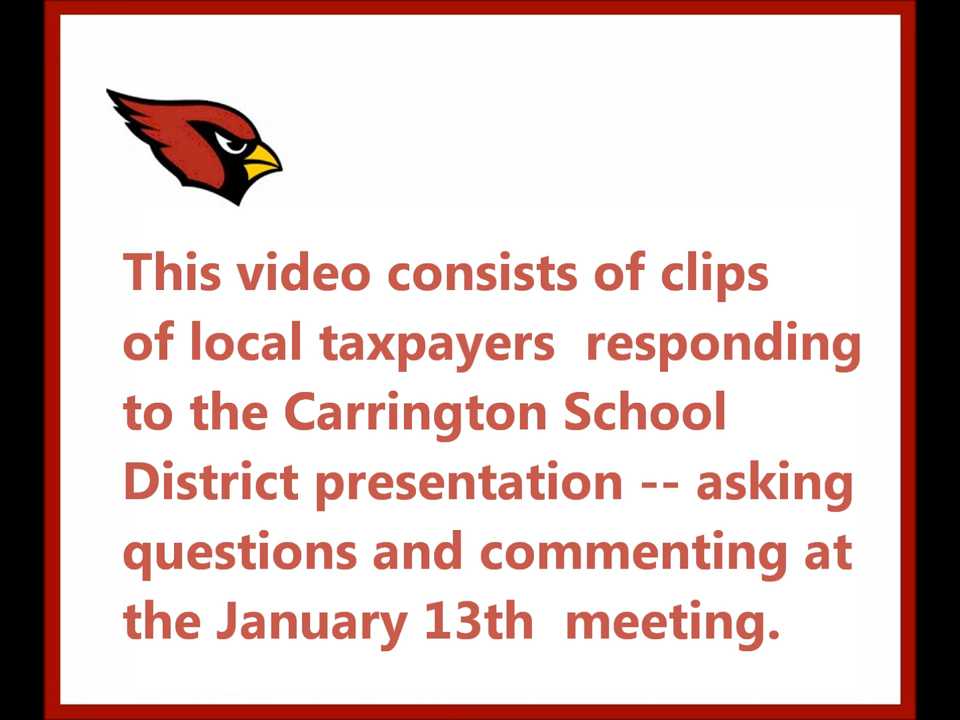 This video consists of clips
of local taxpayers  responding
to the Carrington School
District presentation -- asking
questions and commenting at
the January 13th  meeting.